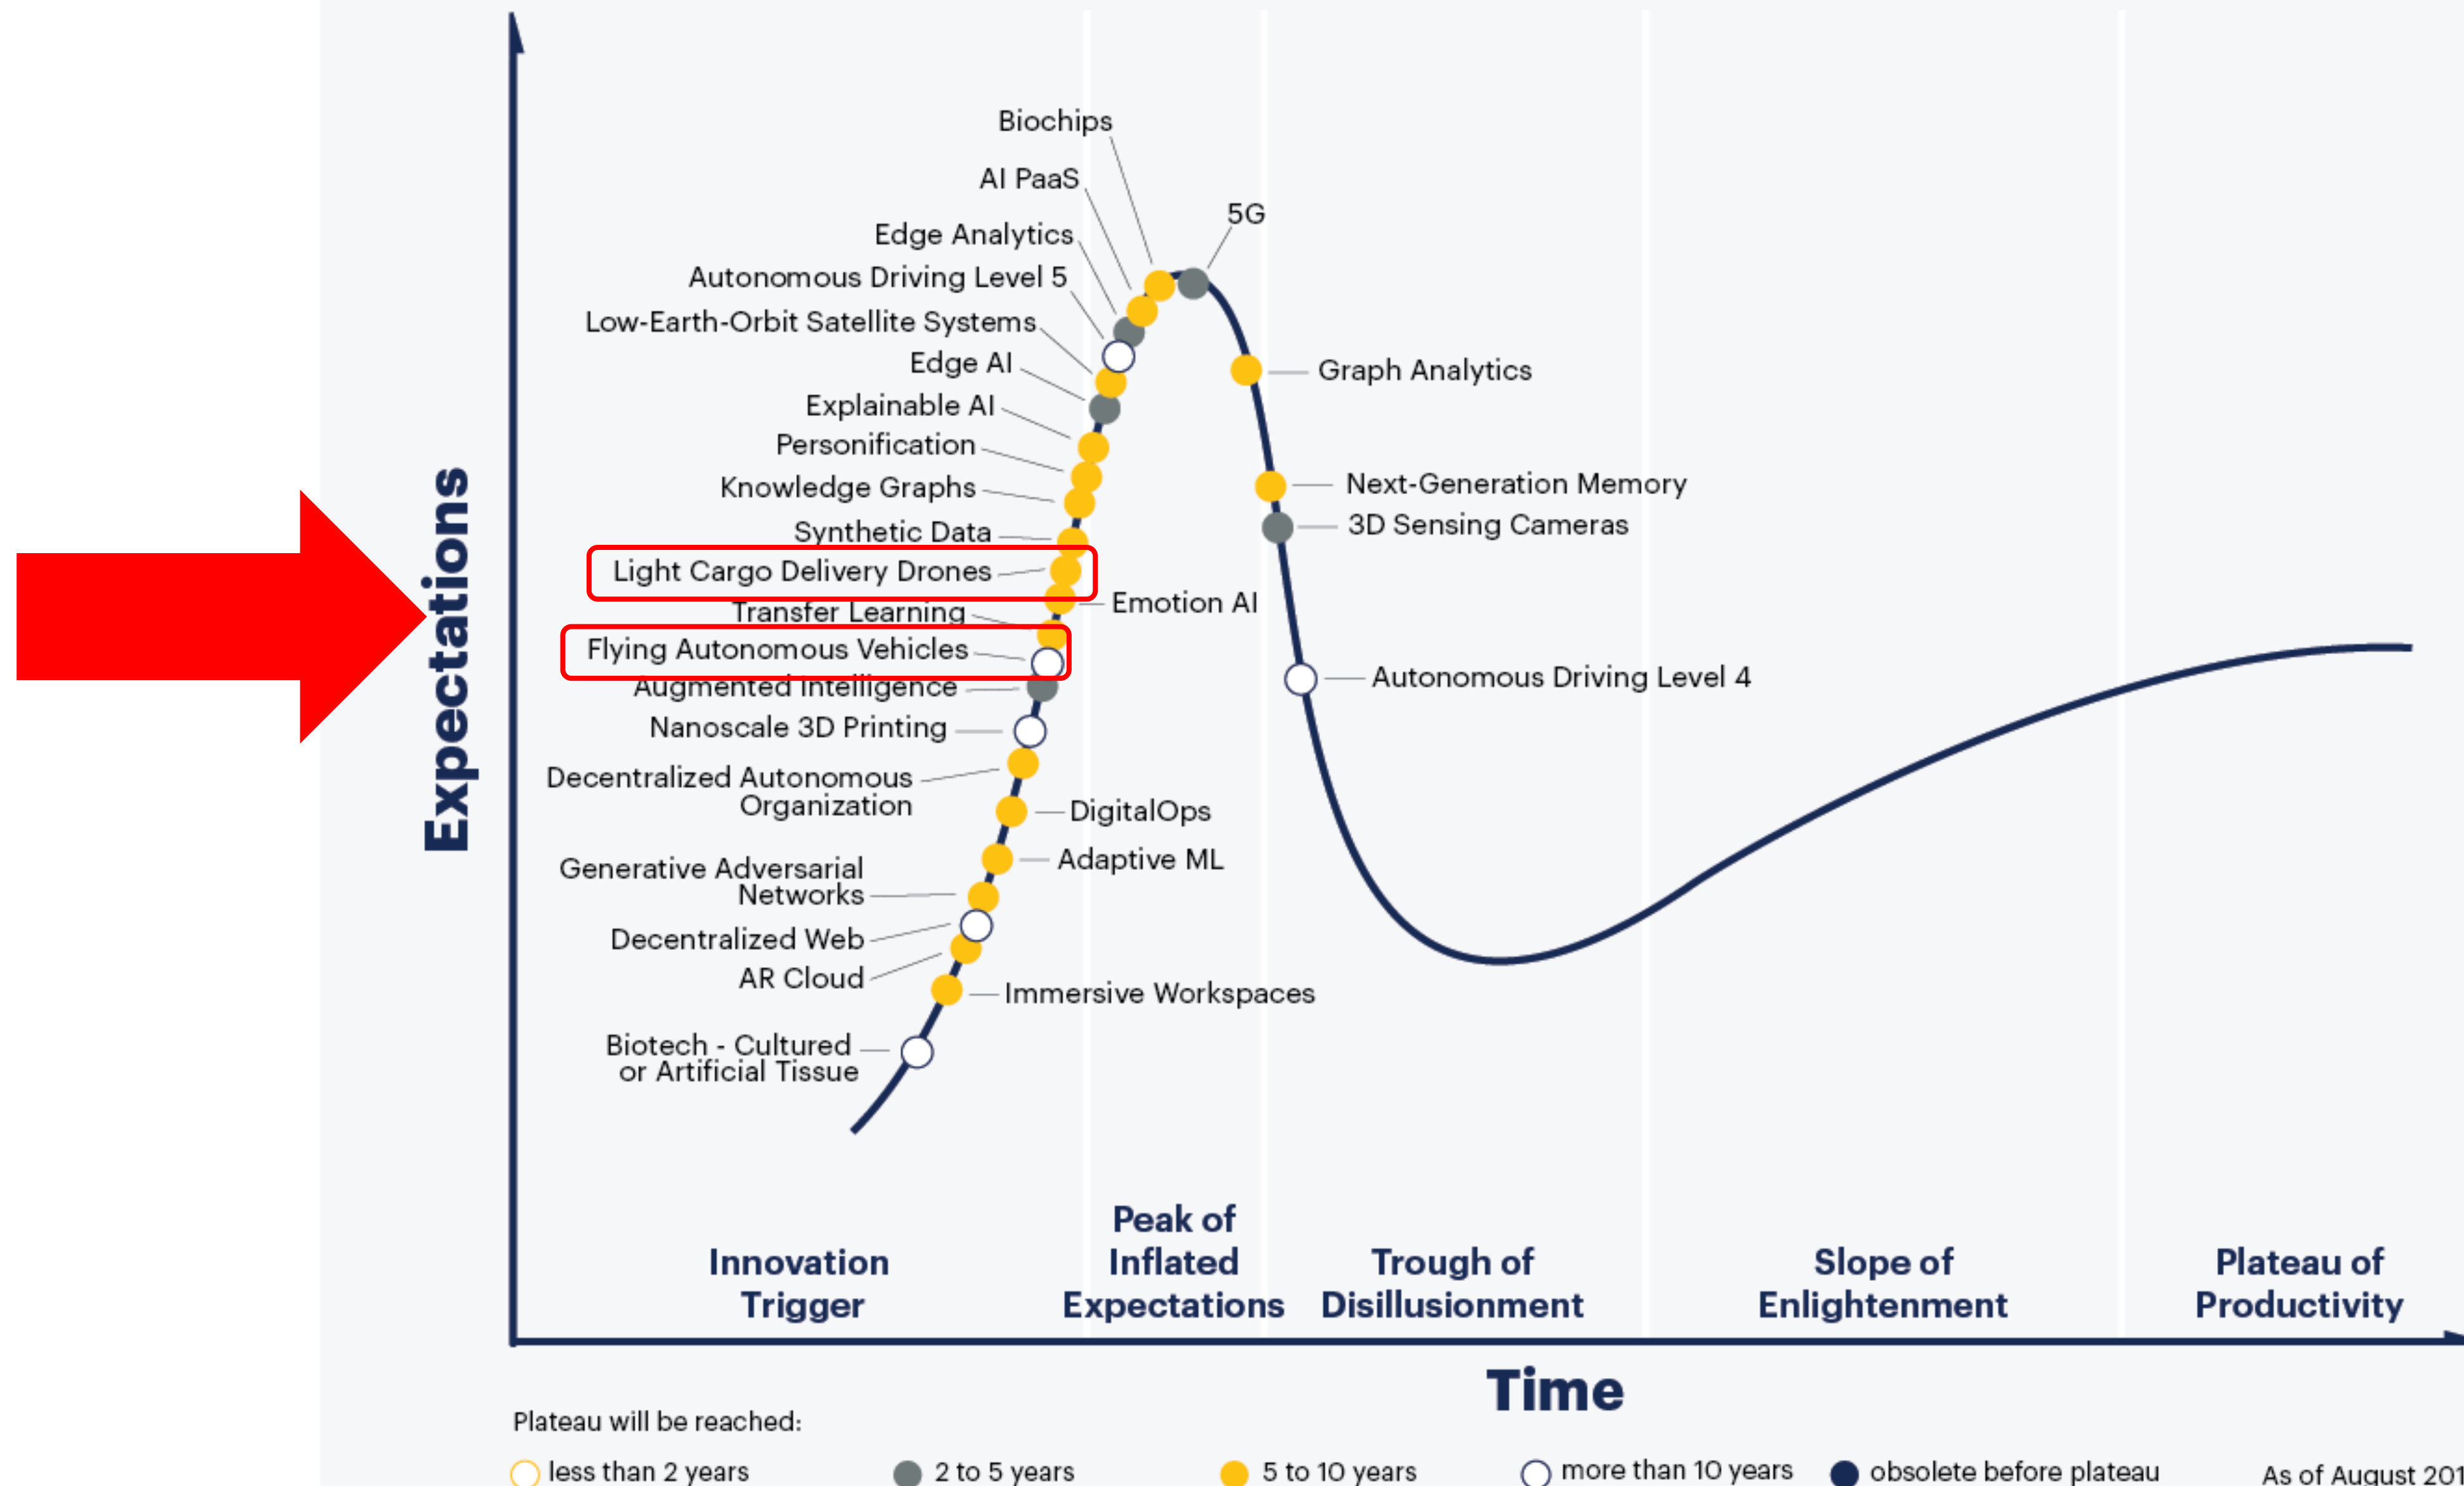 Biochips
AI PaaS
5G
Edge Analytics
Autonomous Driving Level 5
Low-Earth-Orbit Satellite Systems
Edge AI
Graph Analytics
Explainable AI
Personification
Knowledge Graphs
Next-Generation Memory
Synthetic Data
3D Sensing Cameras
Light Cargo Delivery Drones
Emotion AI
Transfer Learning
Flying Autonomous Vehicles
Autonomous Driving Level 4
Augmented Intelligence
Nanoscale 3D Printing
Decentralized Autonomous
Organization
DigitalOps
Adaptive ML
Generative Adversarial
Networks
Decentralized Web
AR Cloud
Immersive Workspaces
Biotech - Cultured
or Artificial Tissue
Expectations
Innovation
Trigger
Peak of
Inflated
Expectations
Trough of
Disillusionment
Slope of
Enlightenment
Plateau of
Productivity
Time
Plateau will be reached:
less than 2 years
2 to 5 years
5 to 10 years
more than 10 years
obsolete before plateau
As of August